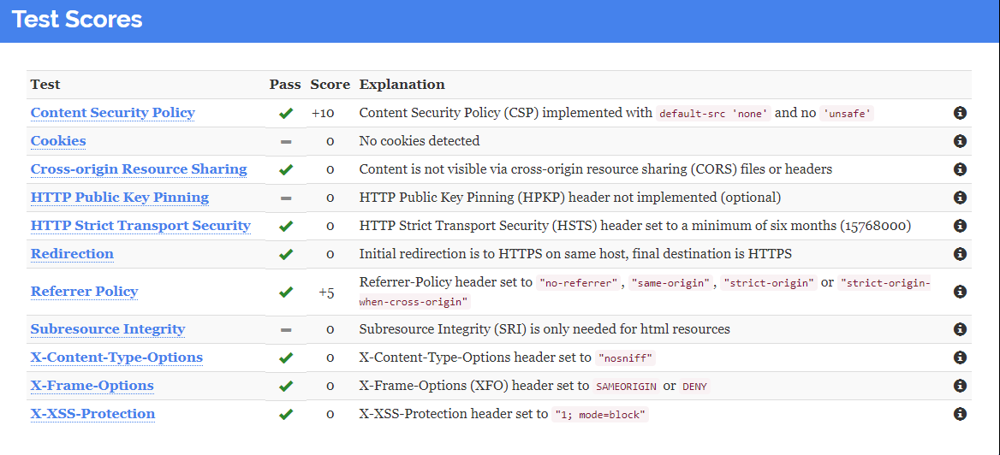 Test Scores
Test Pass Score Explanation
Content Security Policy +10 Content Security Policy (CSP) implemented with default-src 'none' and no 'unsafe'
Cookies 0 No cookies detected
Cross-origin Resource Sharing 0 Content is not visible via cross-origin resource sharing (CORS) files or headers
HTTP Public Key Pinning 0 HTTP Public Key Pinning (HPKP) header not implemented (optional)
HTTP Strict Transport Security 0 HTTP Strict Transport Security (HSTS) header set to a minimum of six months (15768000)
Redirection 0 Initial redirection is to HTTPS on same host, final destination is HTTPS
Referrer Policy +5 Referrer-Policy header set to "no-referrer", "same-origin", "strict-origin" or "strict-origin-
when-cross-origin"
Subresource Integrity 0 Subresource Integrity (SRI) is only needed for html resources
X-Content-Type-Options 0 X-Content-Type-Options header set to "nosniff"
X-Frame-Options 0 X-Frame-Options (XFO) header set to SAMEORIGIN or DENY
X-XSS-Protection 0 X-XSS-Protection header set to "1; mode=block"